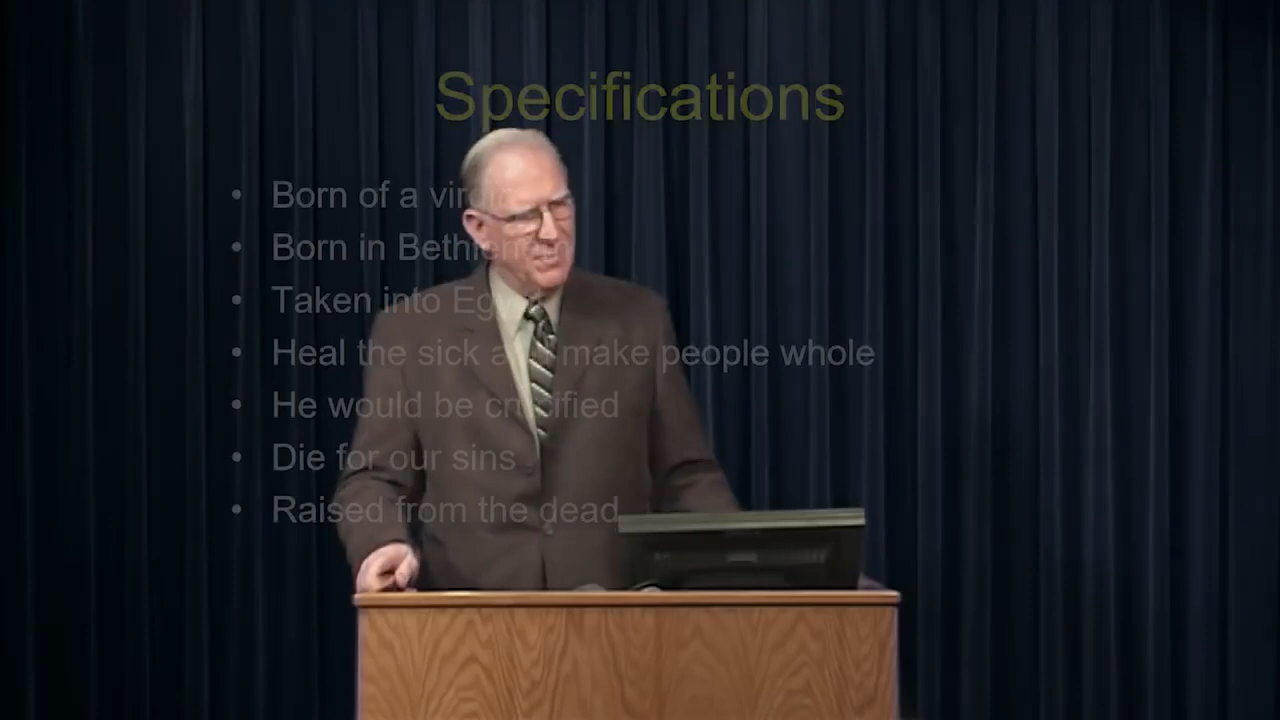 Specifications
• Born of a
• Born in
• Taken into
• Heal the sick make people whole
• He would be crucified
• Die for our sins
• Raised from the dead